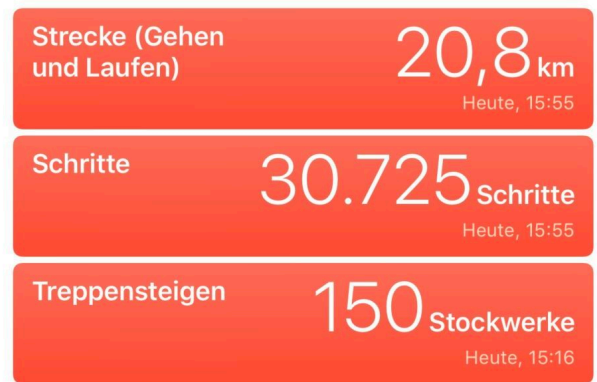 Strecke (Gehen
und Laufen)
20,8 km
Heute, 15:55
Schritte
30.725 Schritte
Heute, 15:55
Treppensteigen
150 Stockwerke
Heute, 15:16